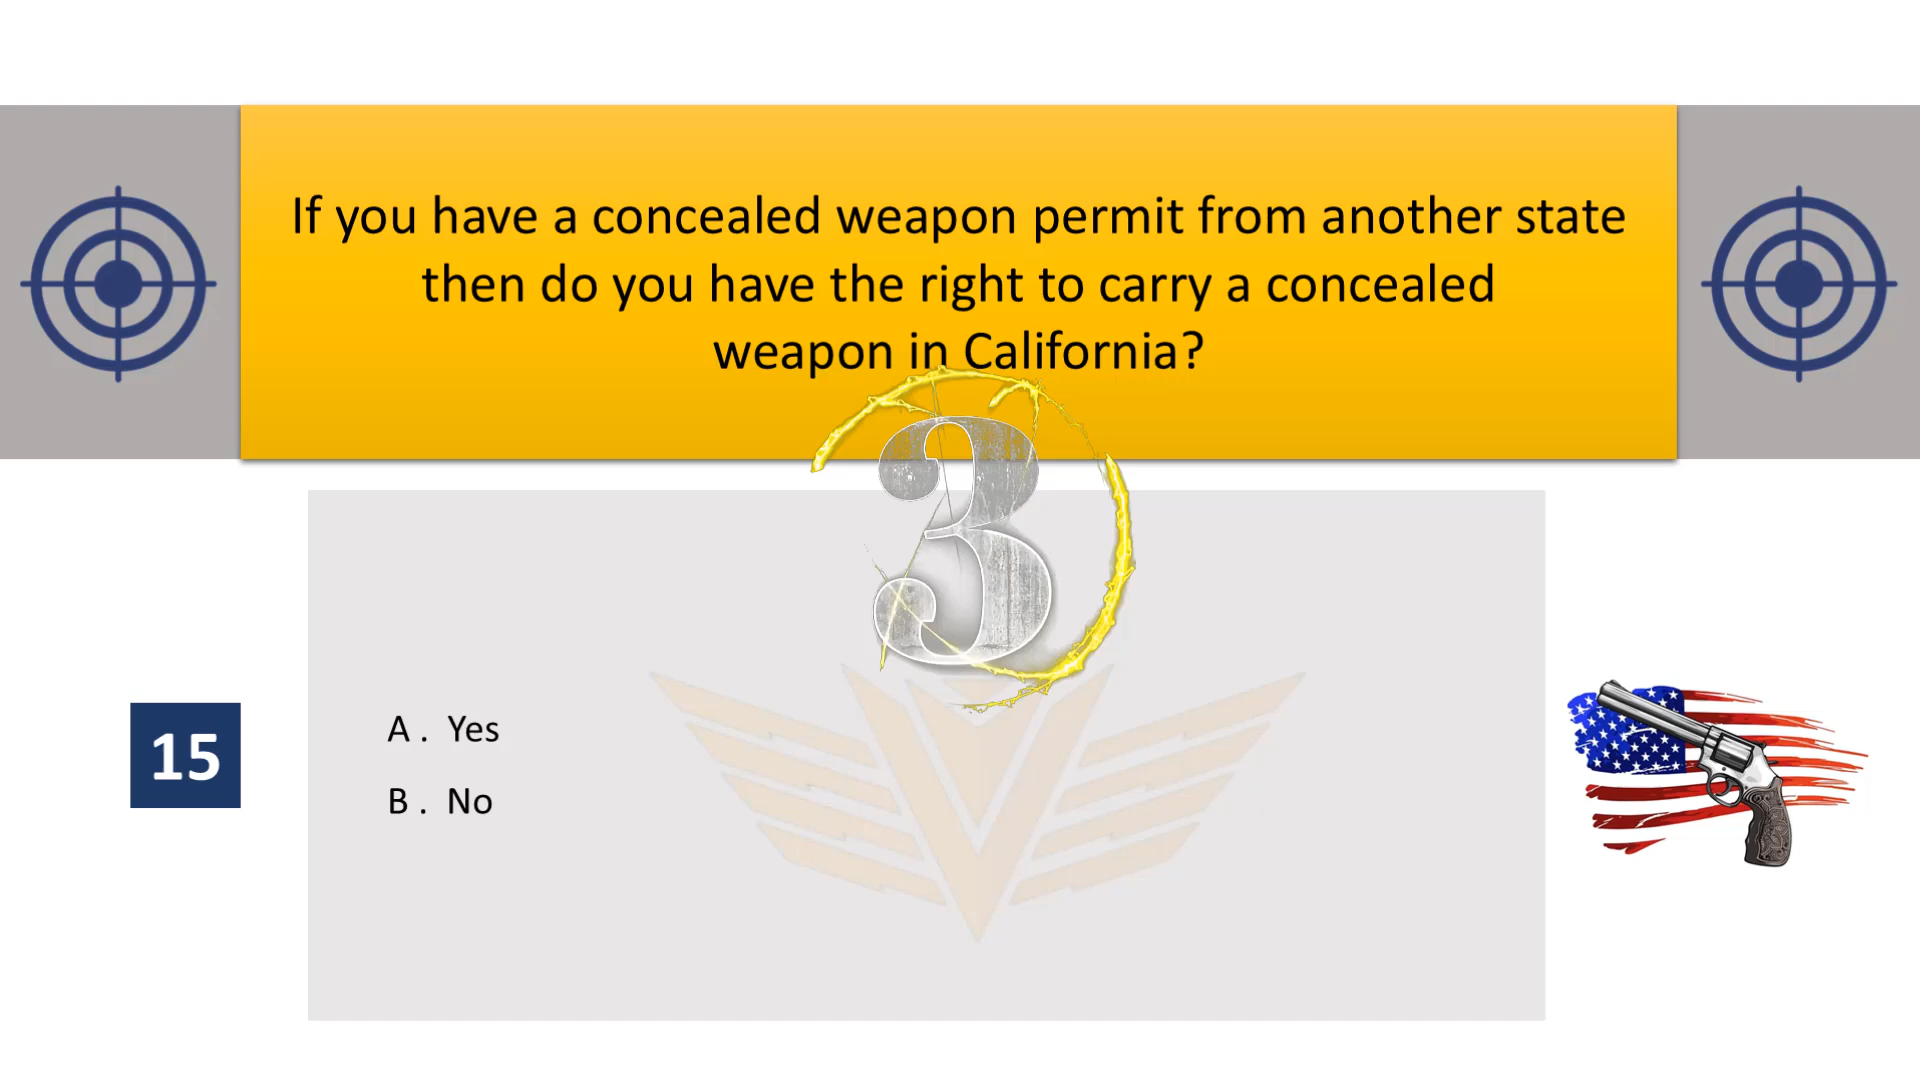 If you have a concealed weapon permit from another state
then do you have the right to carry a concealed
weapon in California?
3
15
A . Yes
B . No